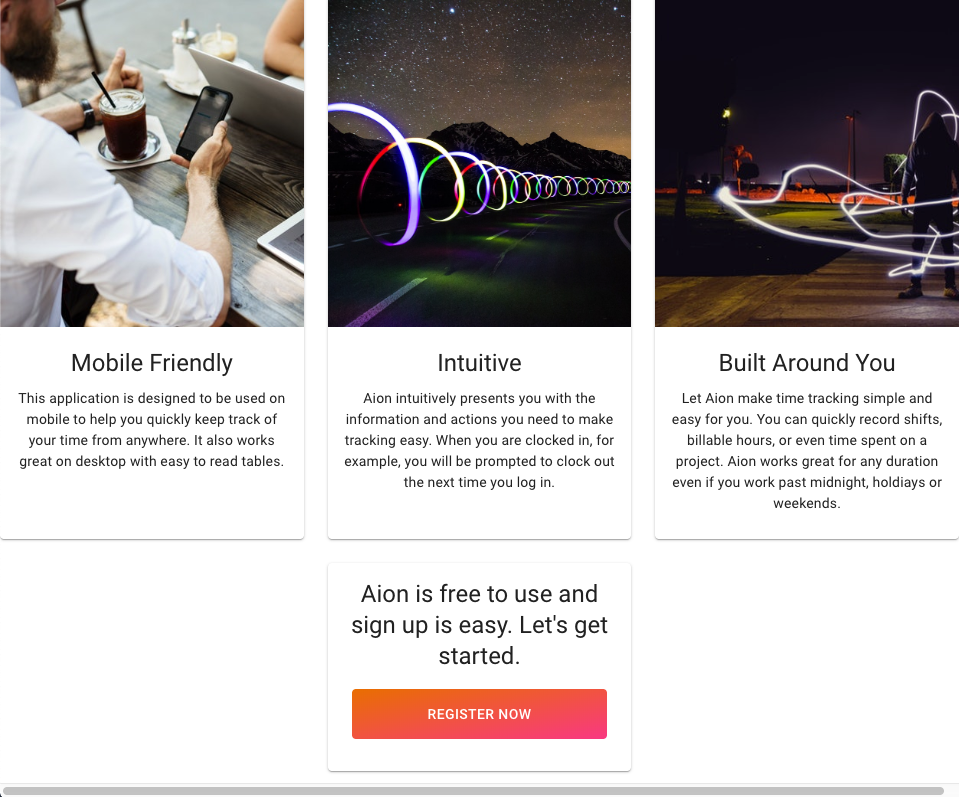 Mobile Friendly
This application is designed to be used on
mobile to help you quickly keep track of
your time from anywhere. It also works
great on desktop with easy to read tables.
Intuitive
Aion intuitively presents you with the
information and actions you need to make
tracking easy. When you are clocked in, for
example, you will be prompted to clock out
the next time you log in.
Built Around You
Let Aion make time tracking simple and
easy for you. You can quickly record shifts,
billable hours, or even time spent on a
project. Aion works great for any duration
even if you work past midnight, holdiays or
weekends.
Aion is free to use and
sign up is easy. Let's get
started.
REGISTER NOW